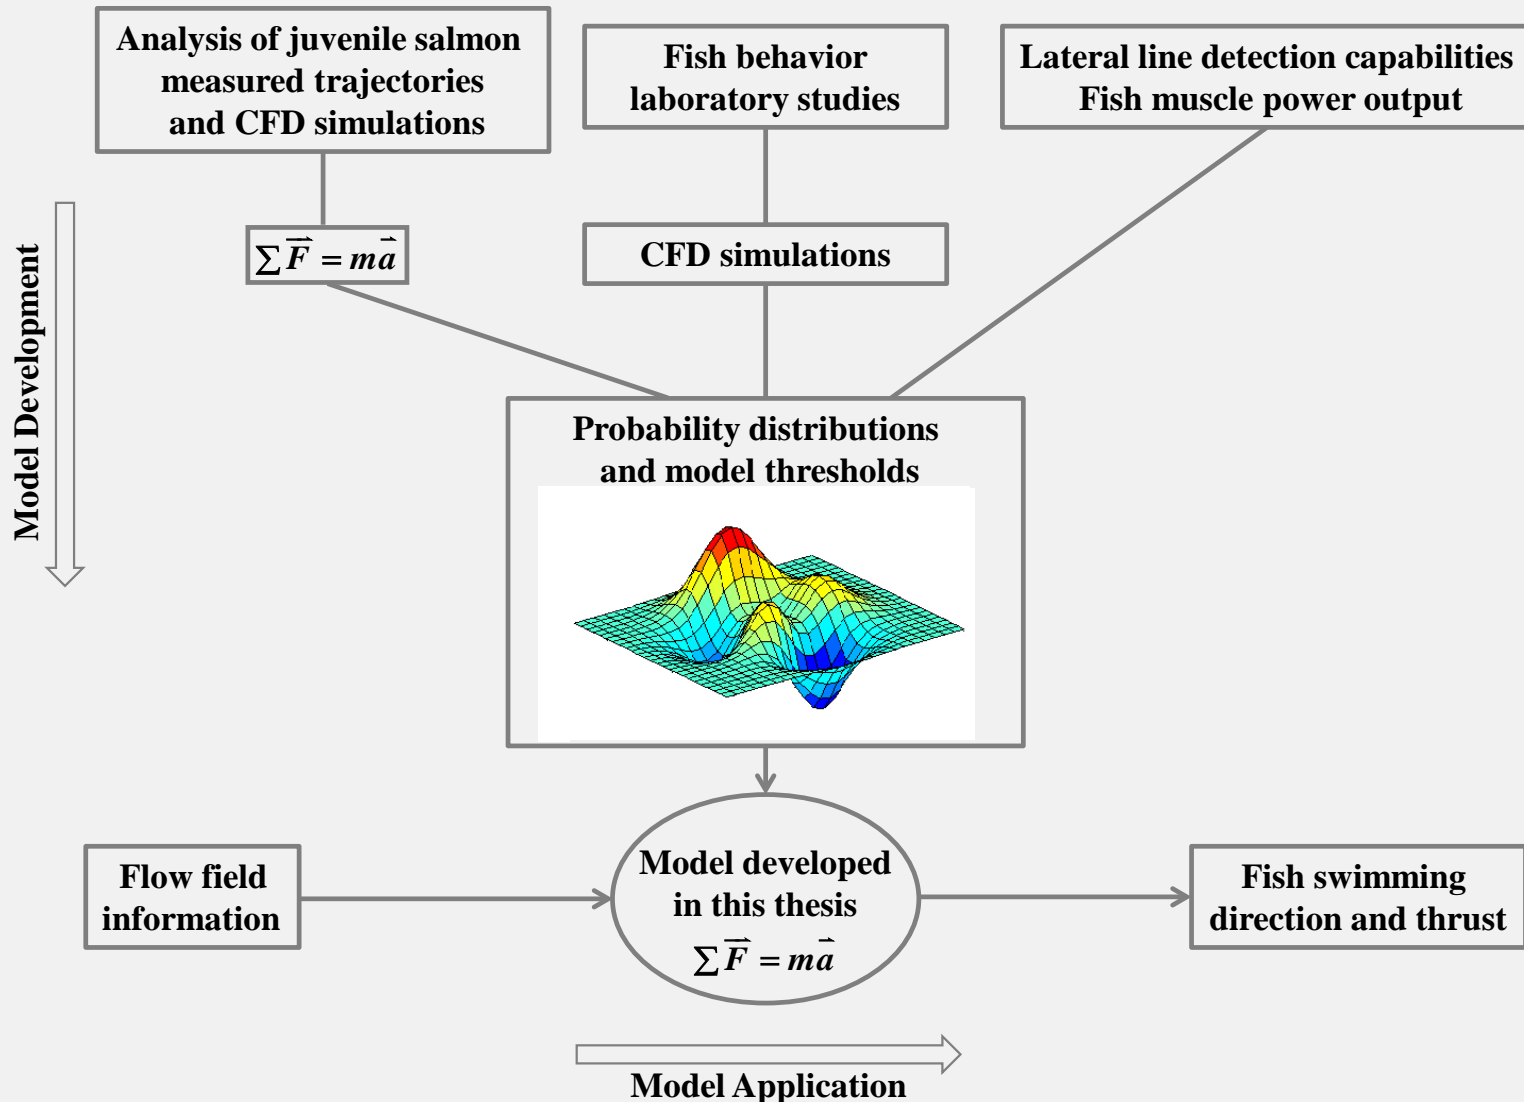 Analysis of juvenile salmon
measured trajectories
and CFD simulations
Fish behavior
laboratory studies
Lateral line detection capabilities
Fish muscle power output
Model Development
∑F⃗ = ma⃗
CFD simulations
Probability distributions
and model thresholds
Flow field
information
Model developed
in this thesis
∑F⃗ = ma⃗
Fish swimming
direction and thrust
Model Application